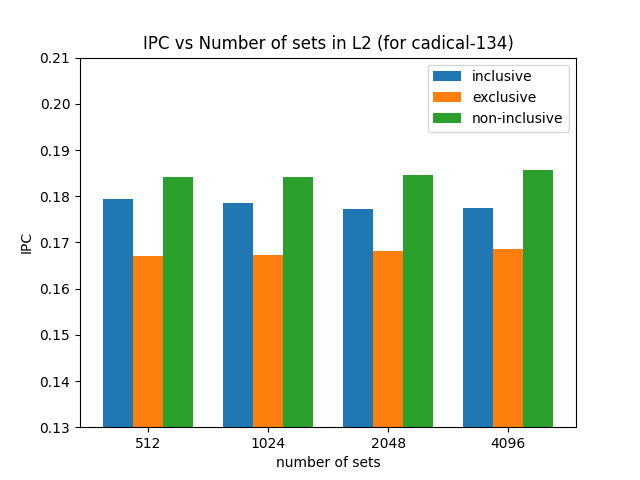 IPC vs Number of sets in L2 (for cadical-134)
inclusive
exclusive
non-inclusive
IPC
0.21
0.20
0.19
0.18
0.17
0.16
0.15
0.14
0.13
512 1024 2048 4096
number of sets